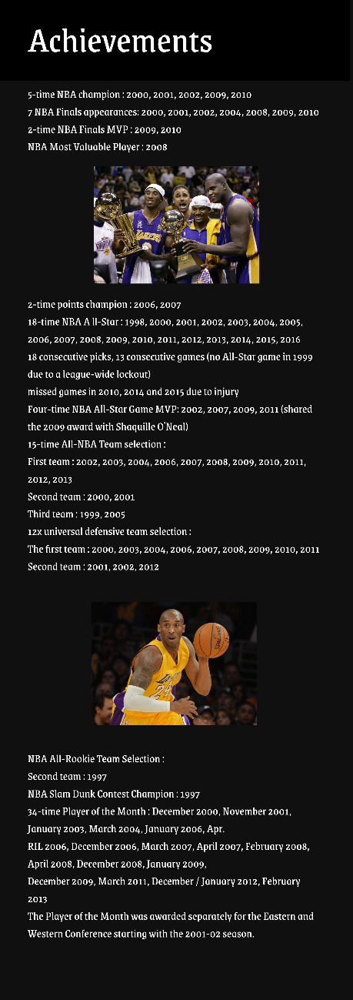 Achievements
5-time NBA champion : 2000, 2001, 2002, 2009, 2010
7 NBA Finals appearances: 2000, 2001, 2002, 2004, 2008, 2009, 2010
2-time NBA Finals MVP : 2009, 2010
NBA Most Valuable Player : 2008
LAKERS
2-time points champion : 2006, 2007
18-time NBA A ll-Star : 1998, 2000, 2001, 2002, 2003, 2004, 2005,
2006, 2007, 2008, 2009, 2010, 2011, 2012, 2013, 2014, 2015, 2016
18 consecutive picks, 13 consecutive games (no All-Star game in 1999
due to a league-wide lockout)
missed games in 2010, 2014 and 2015 due to injury
Four-time NBA All-Star Game MVP: 2002, 2007, 2009, 2011 (shared
the 2009 award with Shaquille O'Neal)
15-time All-NBA Team selection :
First team : 2002, 2003, 2004, 2006, 2007, 2008, 2009, 2010, 2011,
2012, 2013
Second team : 2000, 2001
Third team : 1999, 2005
12x universal defensive team selection :
The first team : 2000, 2003, 2004, 2006, 2007, 2008, 2009, 2010, 2011
Second team : 2001, 2002, 2012
SPALDING
24
NBA All-Rookie Team Selection :
Second team : 1997
NBA Slam Dunk Contest Champion : 1997
34-time Player of the Month : December 2000, November 2001,
January 2003, March 2004, January 2006, Apr.
RIL 2006, December 2006, March 2007, April 2007, February 2008,
April 2008, December 2008, January 2009,
December 2009, March 2011, December / January 2012, February
2013
The Player of the Month was awarded separately for the Eastern and
Western Conference starting with the 2001-02 season.